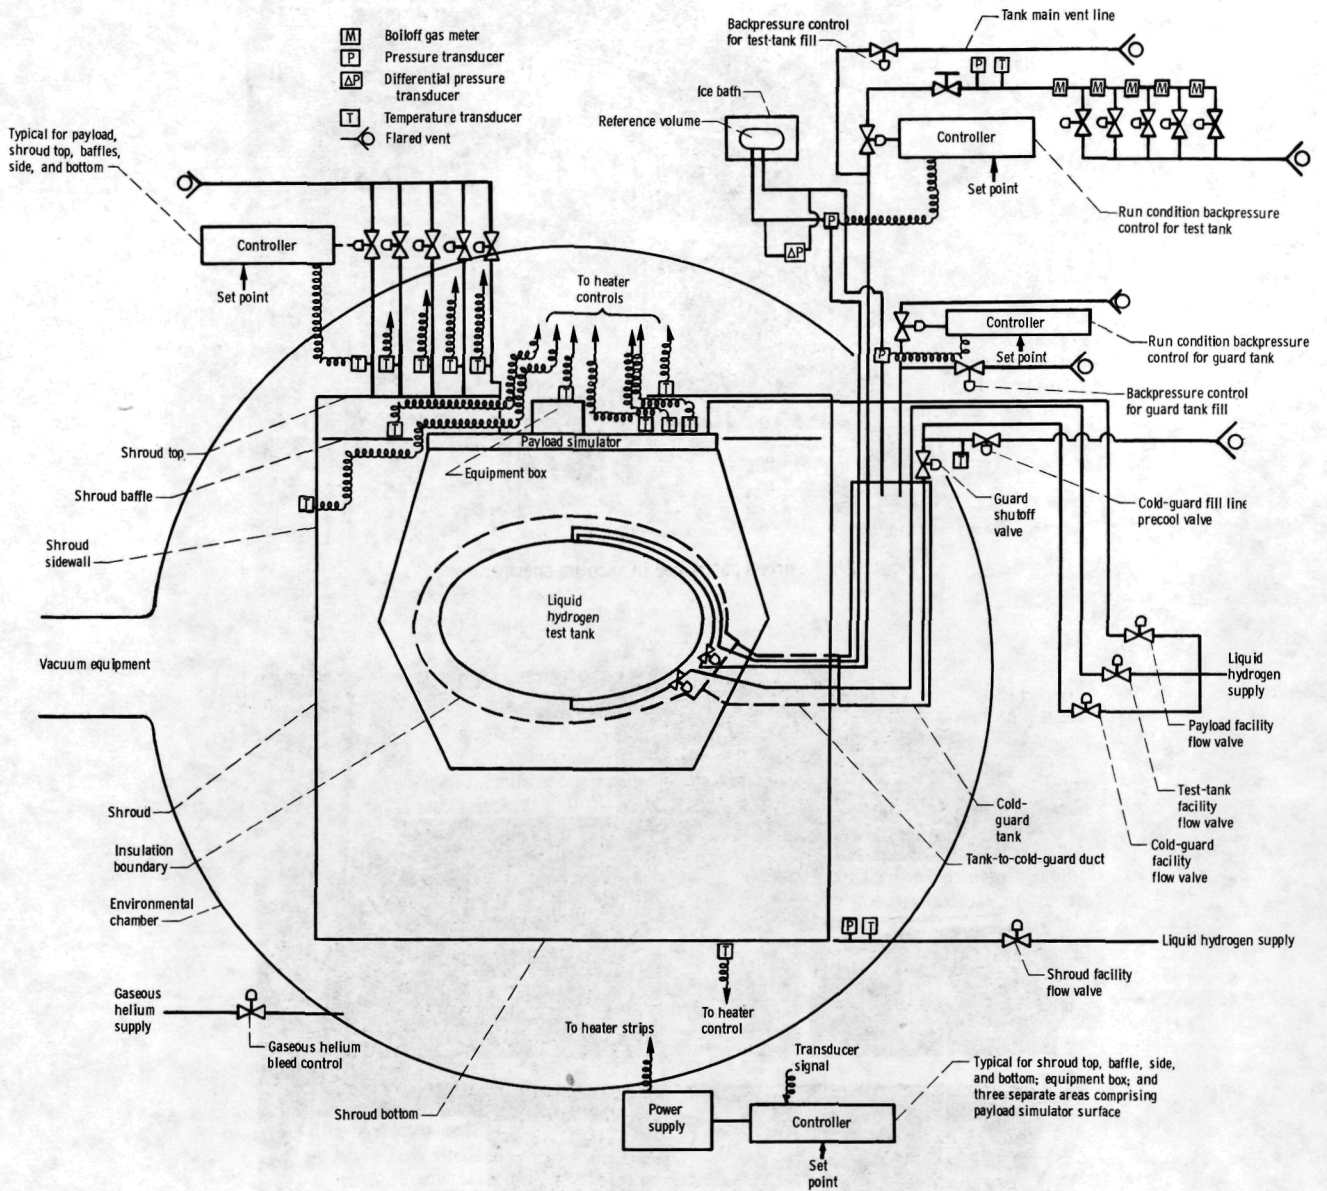 M Boiloff gas meter
P Pressure transducer
ΔP Differential pressure
transducer
T Temperature transducer
Flared vent
Backpressure control
for test-tank fill
Tank main vent line
P T
M M M M M
Ice bath
Reference volume
Controller
Set point
Run condition backpressure
control for test tank
P
ΔP
Typical for payload,
shroud top, baffles,
side, and bottom
Controller
Set point
T T T T T
To heater
controls
Controller
Set point
P
Run condition backpressure
control for guard tank
Backpressure control
for guard tank fill
T T
T T T T
Payload simulator
Equipment box
Shroud top
Shroud baffle
T
Shroud
sidewall
T
Guard
shutoff
valve
Cold-guard fill line
precool valve
Liquid
hydrogen
test tank
Vacuum equipment
Liquid
hydrogen
supply
Payload facility
flow valve
Test-tank
facility
flow valve
Cold-guard
facility
flow valve
Cold-
guard
tank
Tank-to-cold-guard duct
Shroud
Insulation
boundary
Environmental
chamber
P T
Liquid hydrogen supply
Shroud facility
flow valve
T
To heater
control
Gaseous
helium
supply
Gaseous helium
bleed control
To heater strips
Shroud bottom
Power
supply
Transducer
signal
Controller
Set
point
Typical for shroud top, baffle, side,
and bottom; equipment box; and
three separate areas comprising
payload simulator surface